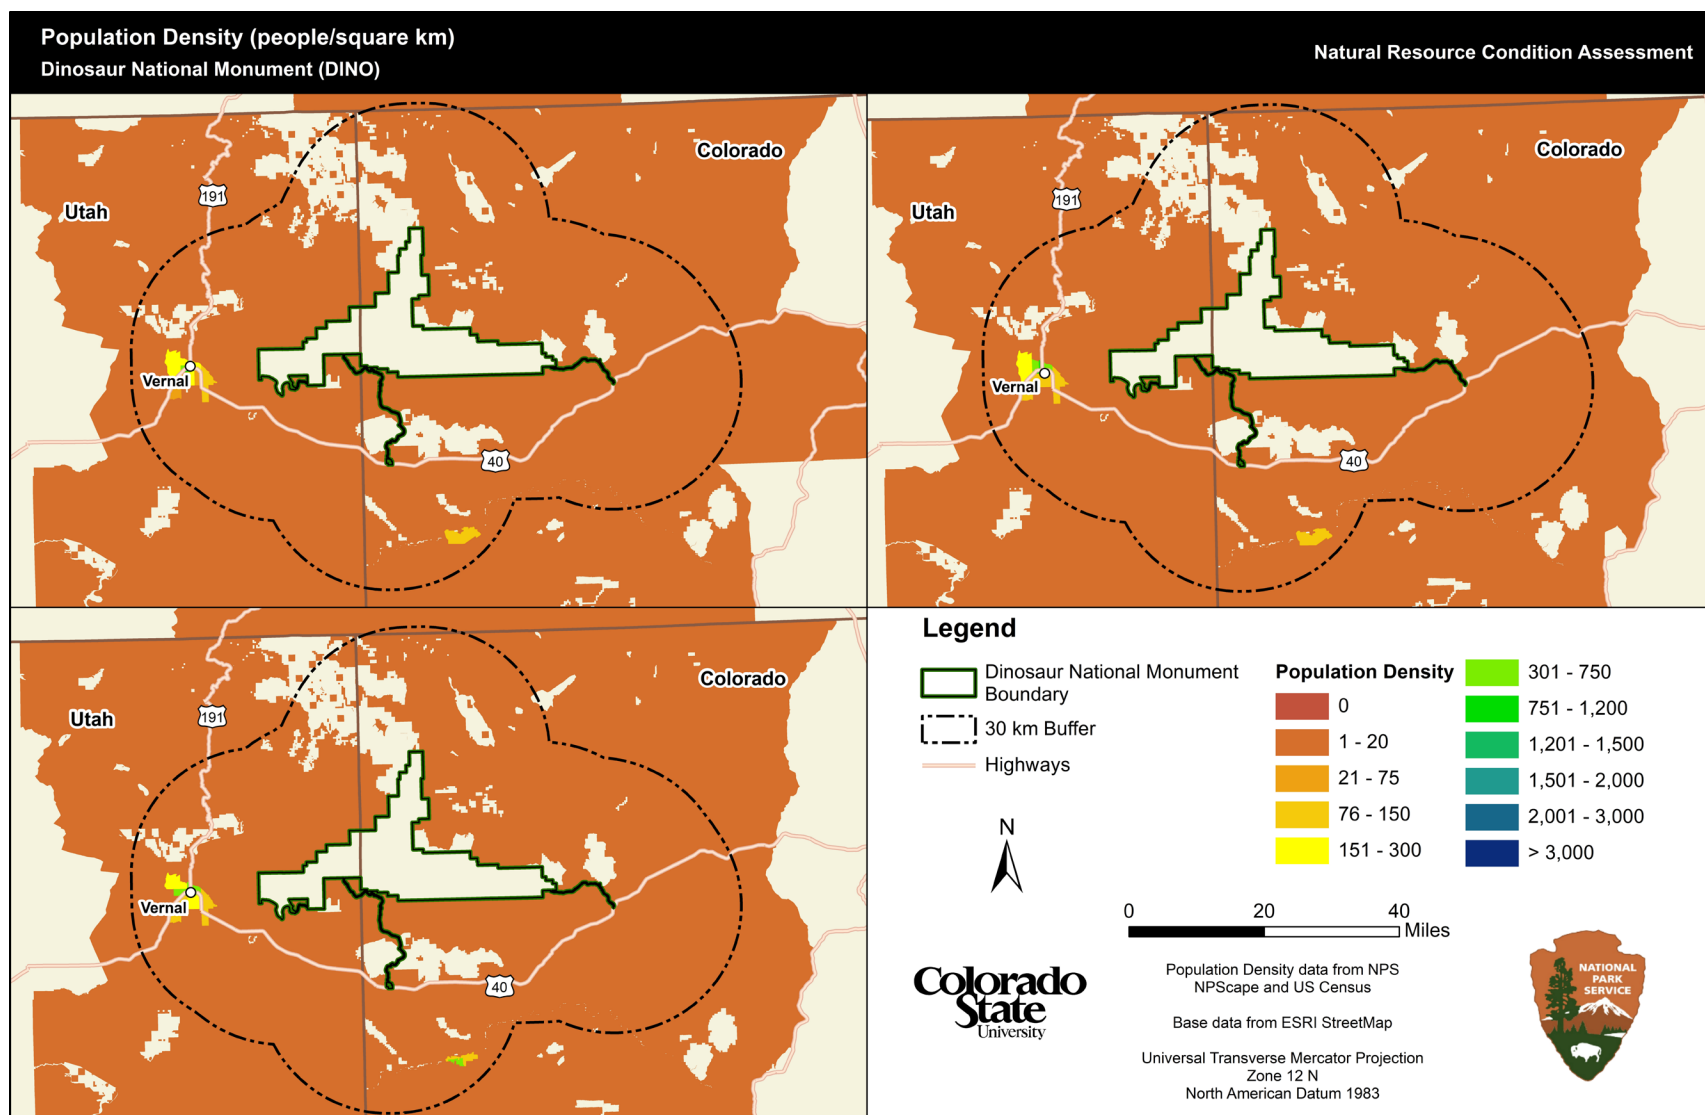 Population Density (people/square km)
Dinosaur National Monument (DINO)
Natural Resource Condition Assessment
Colorado
191
Utah
Vernal
40
Colorado
191
Utah
Vernal
40
Colorado
191
Utah
Vernal
40
Legend
Dinosaur National Monument
Boundary
30 km Buffer
Highways
Population Density
0
1 - 20
21 - 75
76 - 150
151 - 300
301 - 750
751 - 1,200
1,201 - 1,500
1,501 - 2,000
2,001 - 3,000
> 3,000
N
0 20 40
Miles
Colorado
State
University
Population Density data from NPS
NPScape and US Census
Base data from ESRI StreetMap
Universal Transverse Mercator Projection
Zone 12 N
North American Datum 1983
NATIONAL
PARK
SERVICE